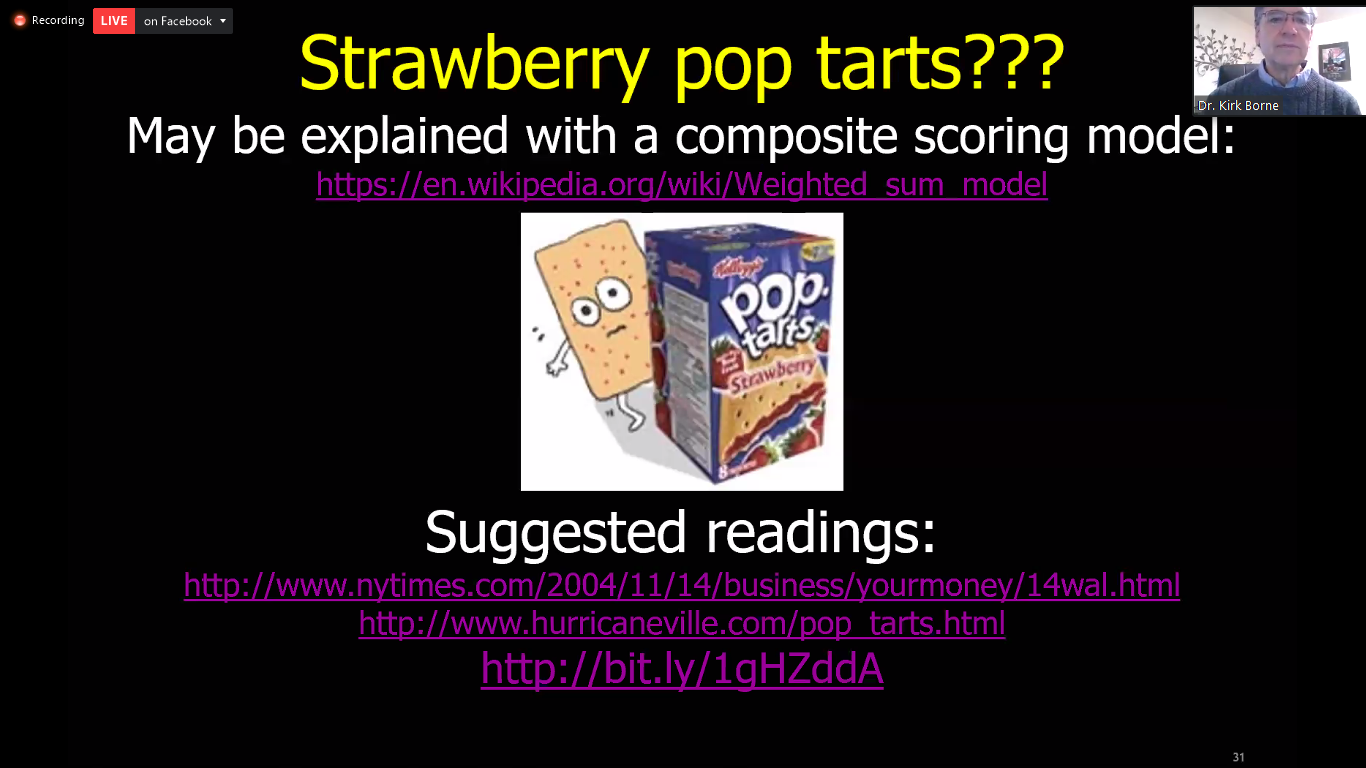 Recording
LIVE on Facebook
Dr. Kirk Borne
Strawberry pop tarts???
May be explained with a composite scoring model:
https://en.wikipedia.org/wiki/Weighted_sum_model
Kellogg's
pop.
tarts
Strawberry
8
Suggested readings:
http://www.nytimes.com/2004/11/14/business/yourmoney/14wal.html
http://www.hurricaneville.com/pop_tarts.html
http://bit.ly/1gHZddA
31